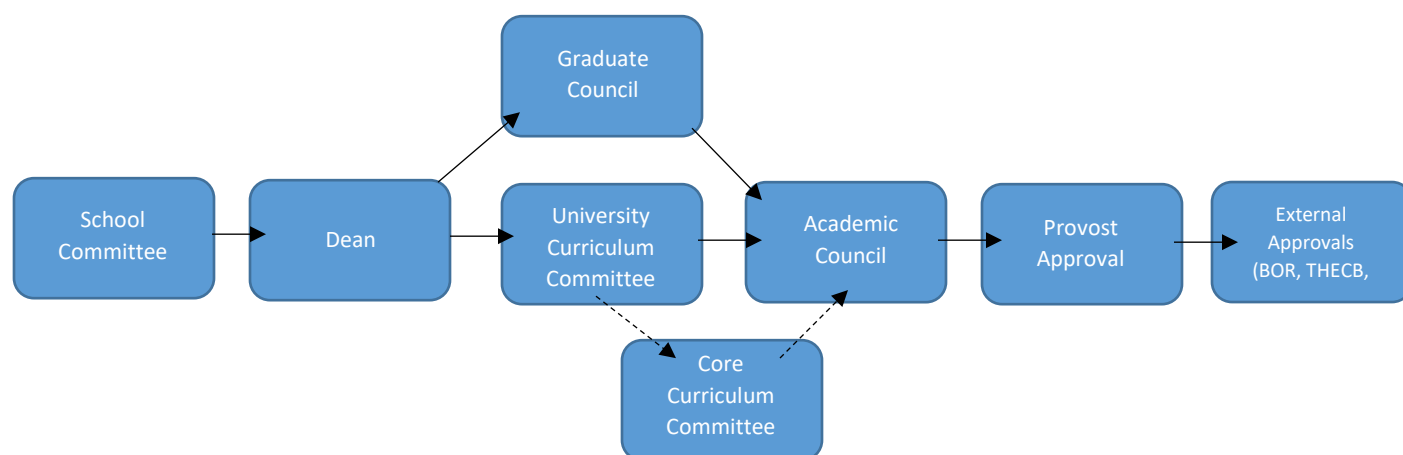 Graduate
Council
School
Committee
Dean
University
Curriculum
Committee
Academic
Council
Provost
Approval
External
Approvals
(BOR, THECB,
Core
Curriculum
Committee